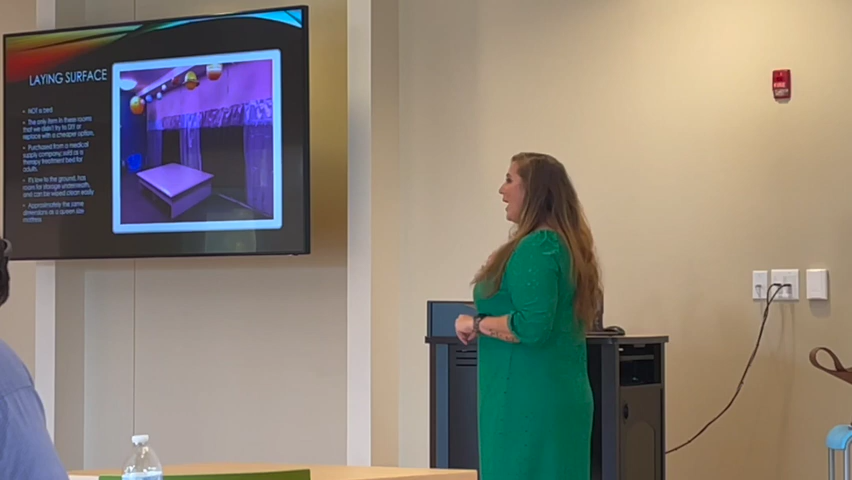 LAYING SURFACE
NOT a bed
The only item in these rooms
that we didn't try to DIY or
replace with a cheaper option.
Purchased from a medical
supply company; sold as a
therapy treatment bed for
adults.
It's low to the ground, has
room for storage underneath,
and can be wiped clean easily
Approximately the same
dimensions as a queen size
mattress